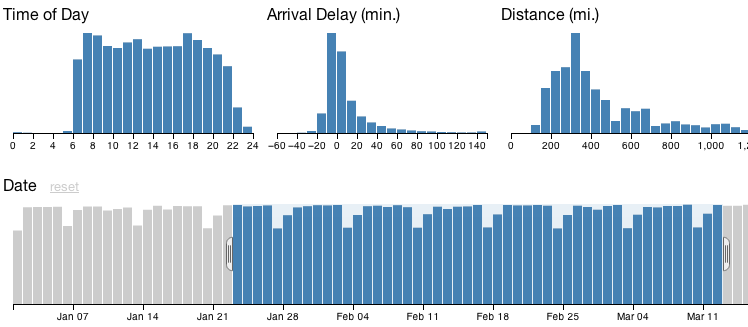 Time of Day
0 2 4 6 8 10 12 14 16 18 20 22 24
Arrival Delay (min.)
−60 −40 −20 0 20 40 60 80 100 120 140
Distance (mi.)
0 200 400 600 800 1,000 1,2
Date reset
Jan 07 Jan 14 Jan 21 Jan 28 Feb 04 Feb 11 Feb 18 Feb 25 Mar 04 Mar 11